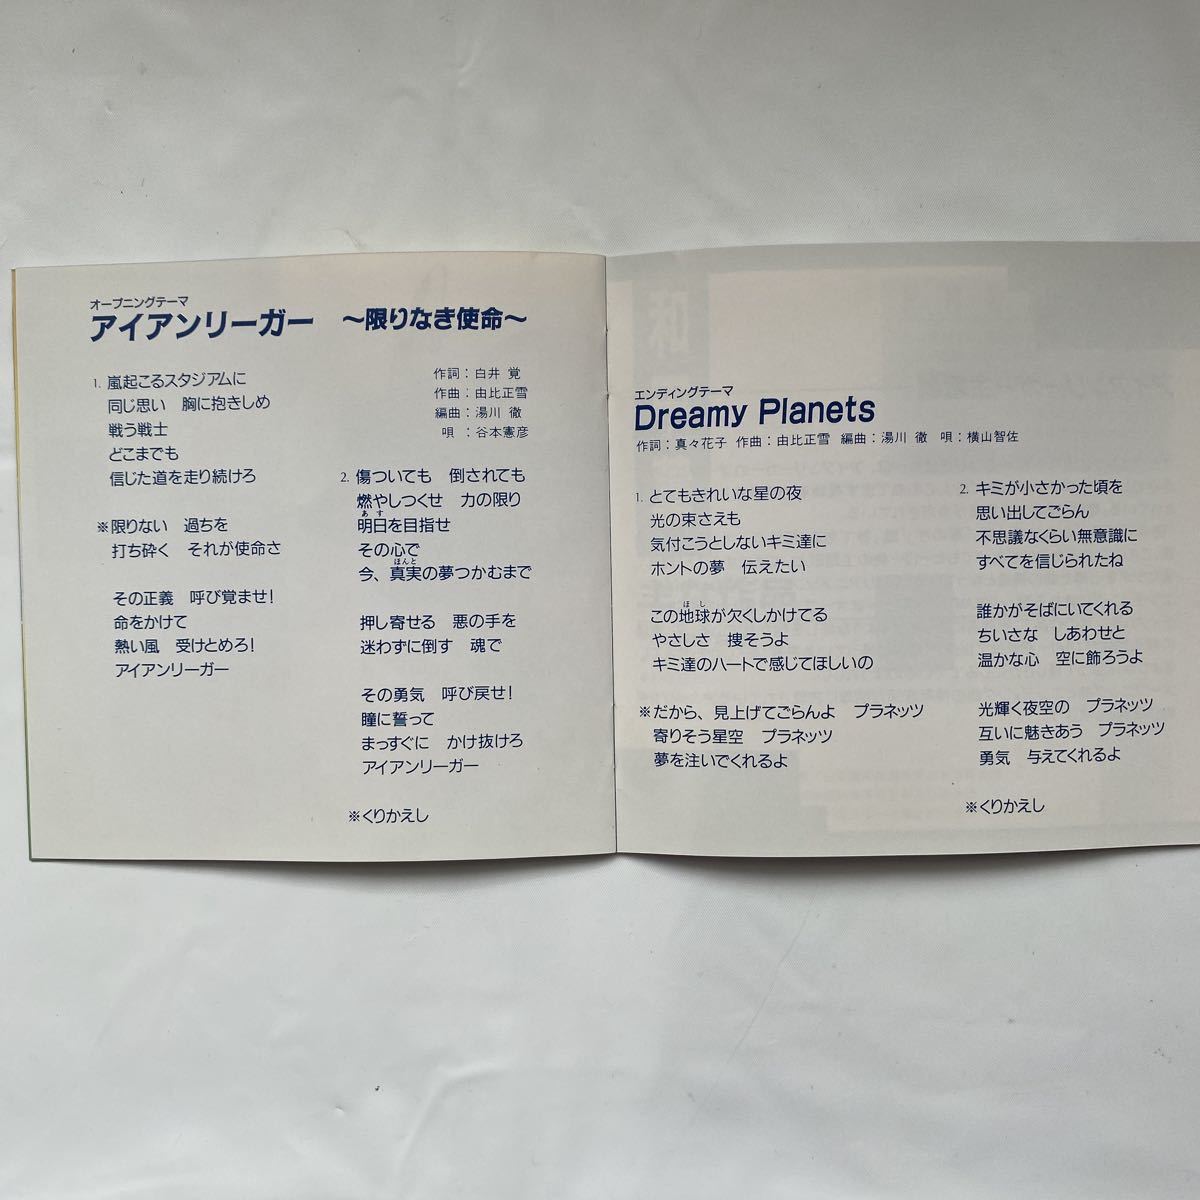 オープニングテーマ
アイアンリーガー ～限りなき使命～
作詞：白井 覚
作曲：由比正雪
編曲：湯川 徹
唄：谷本憲彦
1. 嵐起こるスタジアムに
同じ思い 胸に抱きしめ
戦う戦士
どこまでも
信じた道を走り続けろ
※限りない 過ちを
打ち砕く それが使命さ
その正義 呼び覚ませ！
命をかけて
熱い風 受けとめろ！
アイアンリーガー
2. 傷ついても 倒されても
燃やしつくせ 力の限り
あす
明日を目指せ
その心で
ほんと
今、真実の夢つかむまで
押し寄せる 悪の手を
迷わずに倒す 魂で
その勇気 呼び戻せ！
瞳に誓って
まっすぐに かけ抜けろ
アイアンリーガー
※くりかえし
エンディングテーマ
Dreamy Planets
作詞：真々花子 作曲：由比正雪 編曲：湯川 徹 唄：横山智佐
1. とてもきれいな星の夜
光の束さえも
気付こうとしないキミ達に
ホントの夢 伝えたい
ほし
この地球が欠くしかけてる
やさしさ 捜そうよ
キミ達のハートで感じてほしいの
※だから、見上げてごらんよ プラネッツ
寄りそう星空 プラネッツ
夢を注いでくれるよ
2. キミが小さかった頃を
思い出してごらん
不思議なくらい無意識に
すべてを信じられたね
誰かがそばにいてくれる
ちいさな しあわせと
温かな心 空に飾ろうよ
光輝く夜空の プラネッツ
互いに魅きあう プラネッツ
勇気 与えてくれるよ
※くりかえし